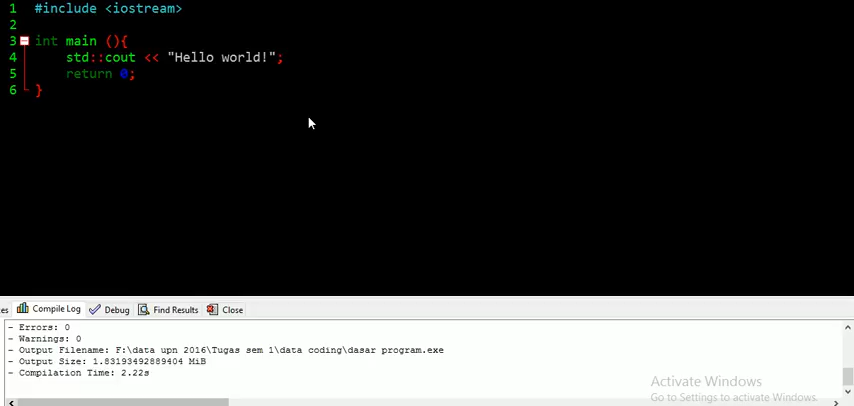 1 #include <iostream>
2
3 int main (){
4 std::cout << "Hello world!";
5 return 0;
6 }
es Compile Log Debug Find Results Close
- Errors: 0
- Warnings: 0
- Output Filename: F:\data upn 2016\Tugas sem 1\data coding\dasar program.exe
- Output Size: 1.83193492889404 MiB
- Compilation Time: 2.22s
Activate Windows
Go to Settings to activate Windows.